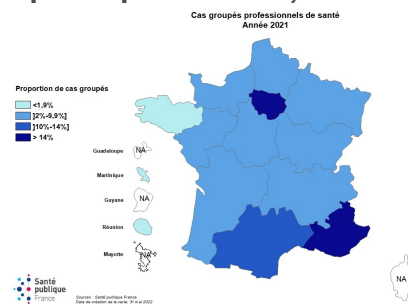 Cas groupés professionnels de santé
Année 2021
Proportion de cas groupés
<1,9%
]2%-9,9%]
]10%-14%]
> 14%
Guadeloupe NA
Martinique
Guyane NA
Réunion
Mayotte NA
NA
Santé
publique
France
Sources : Santé publique France
Date de création de la carte: 31 mai 2022